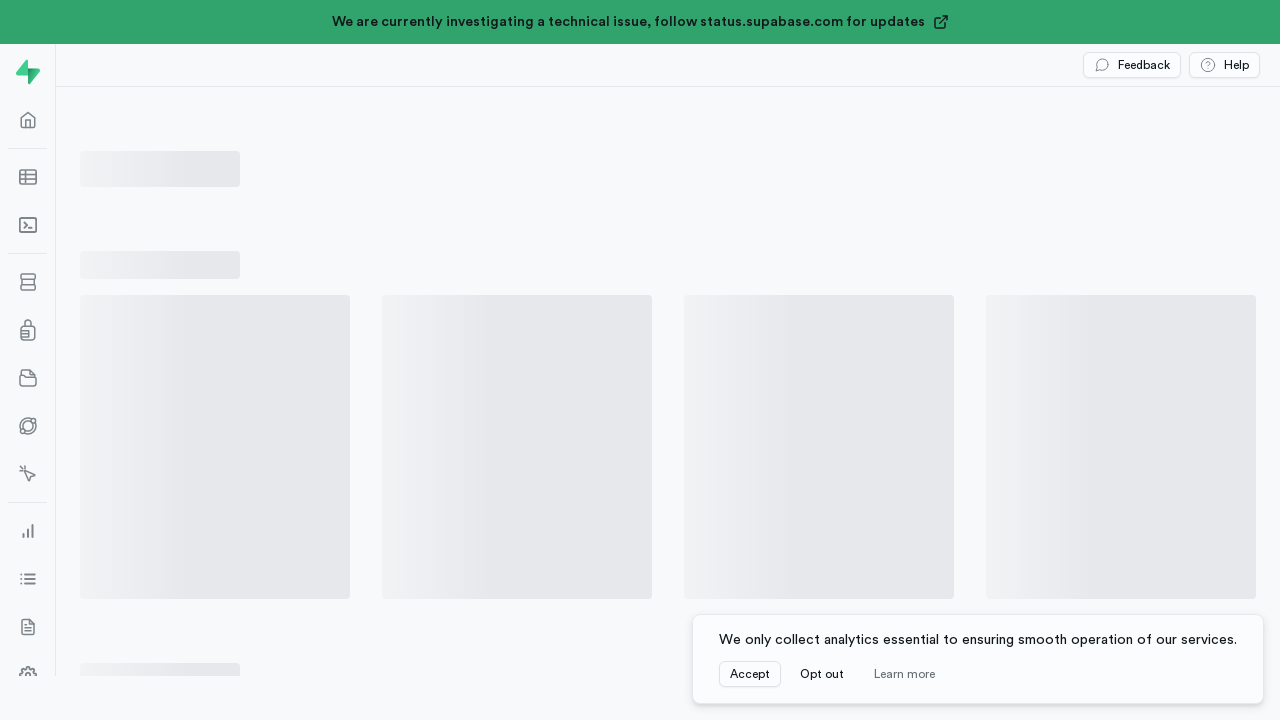 We are currently investigating a technical issue, follow status.supabase.com for updates
Feedback
Help
We only collect analytics essential to ensuring smooth operation of our services.
Accept
Opt out
Learn more